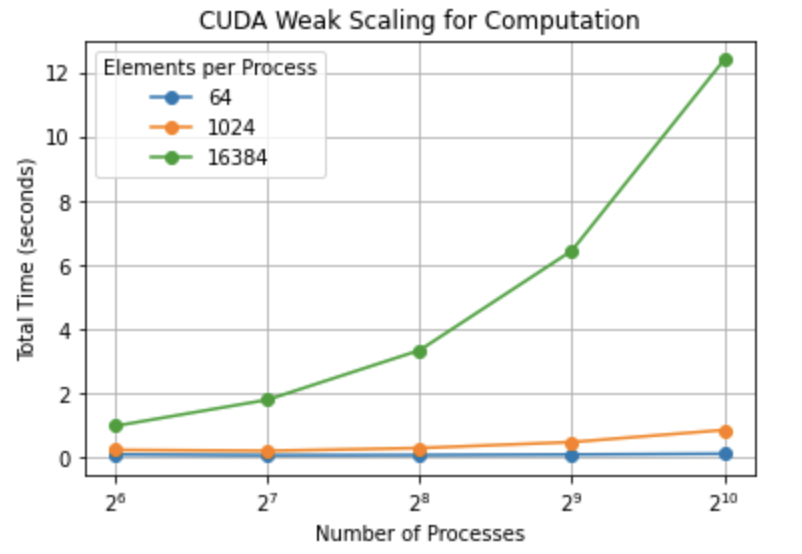 CUDA Weak Scaling for Computation
Elements per Process
64
1024
16384
Total Time (seconds)
12
10
8
6
4
2
0
2⁶ 2⁷ 2⁸ 2⁹ 2¹⁰
Number of Processes